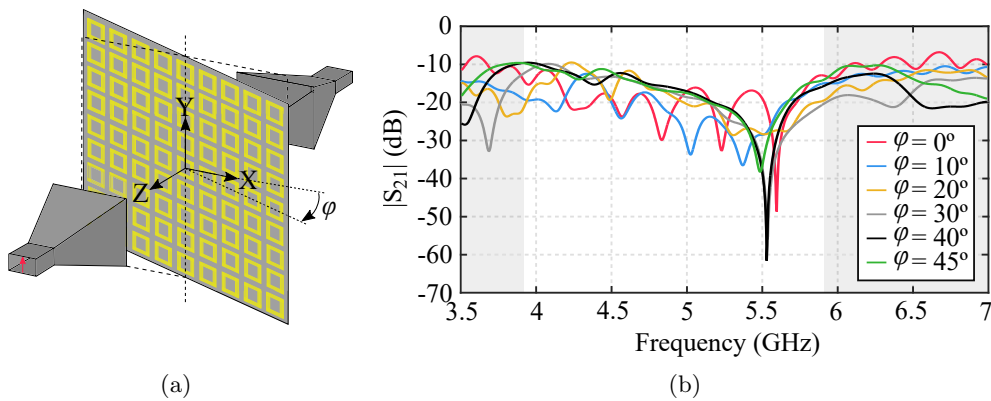 Y
X
Z
φ
(a)
|S₂₁| (dB)
0
-10
-20
-30
-40
-50
-60
-70
3.5
4
4.5
5
5.5
6
6.5
7
Frequency (GHz)
φ = 0º
φ = 10º
φ = 20º
φ = 30º
φ = 40º
φ = 45º
(b)